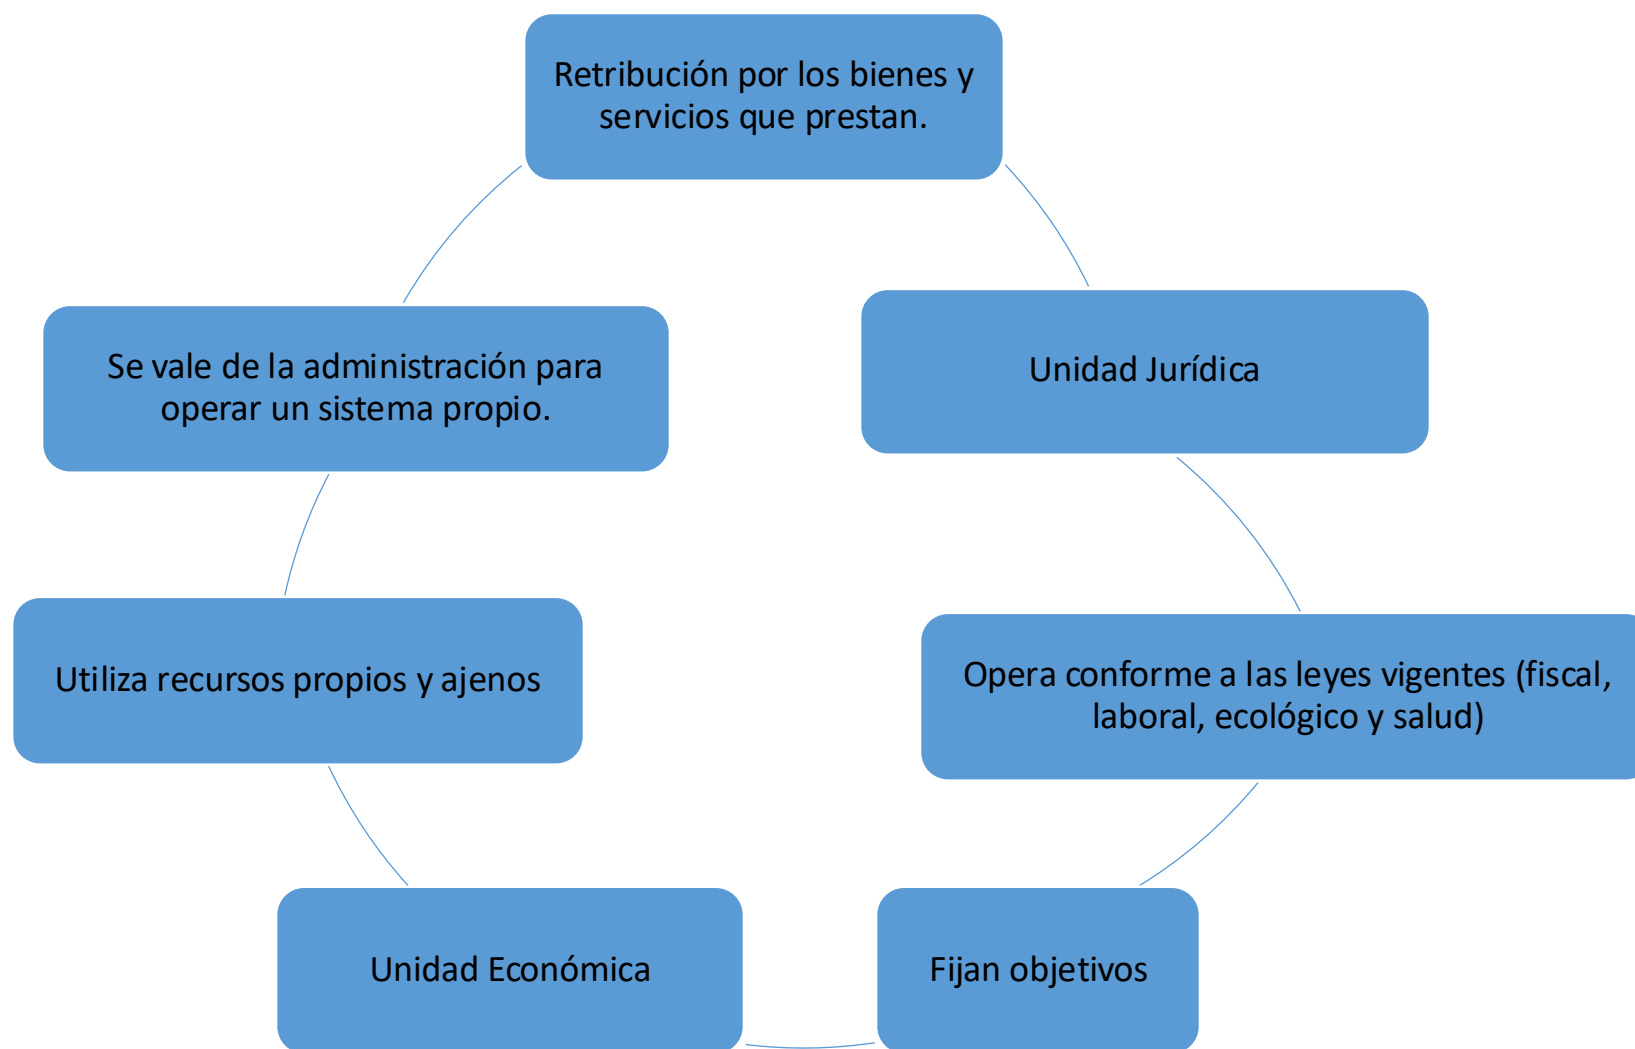 Retribución por los bienes y
servicios que prestan.
Unidad Jurídica
Opera conforme a las leyes vigentes (fiscal,
laboral, ecológico y salud)
Fijan objetivos
Unidad Económica
Utiliza recursos propios y ajenos
Se vale de la administración para
operar un sistema propio.